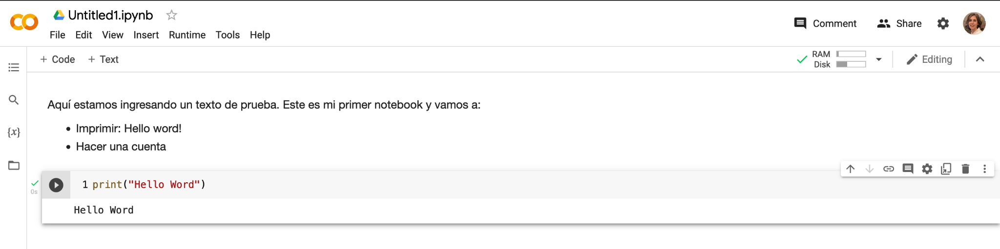 Untitled1.ipynb
File Edit View Insert Runtime Tools Help
Comment Share
+ Code + Text
RAM
Disk
Editing
{x}
Aquí estamos ingresando un texto de prueba. Este es mi primer notebook y vamos a:
• Imprimir: Hello word!
• Hacer una cuenta
0s
1 print("Hello Word")
Hello Word